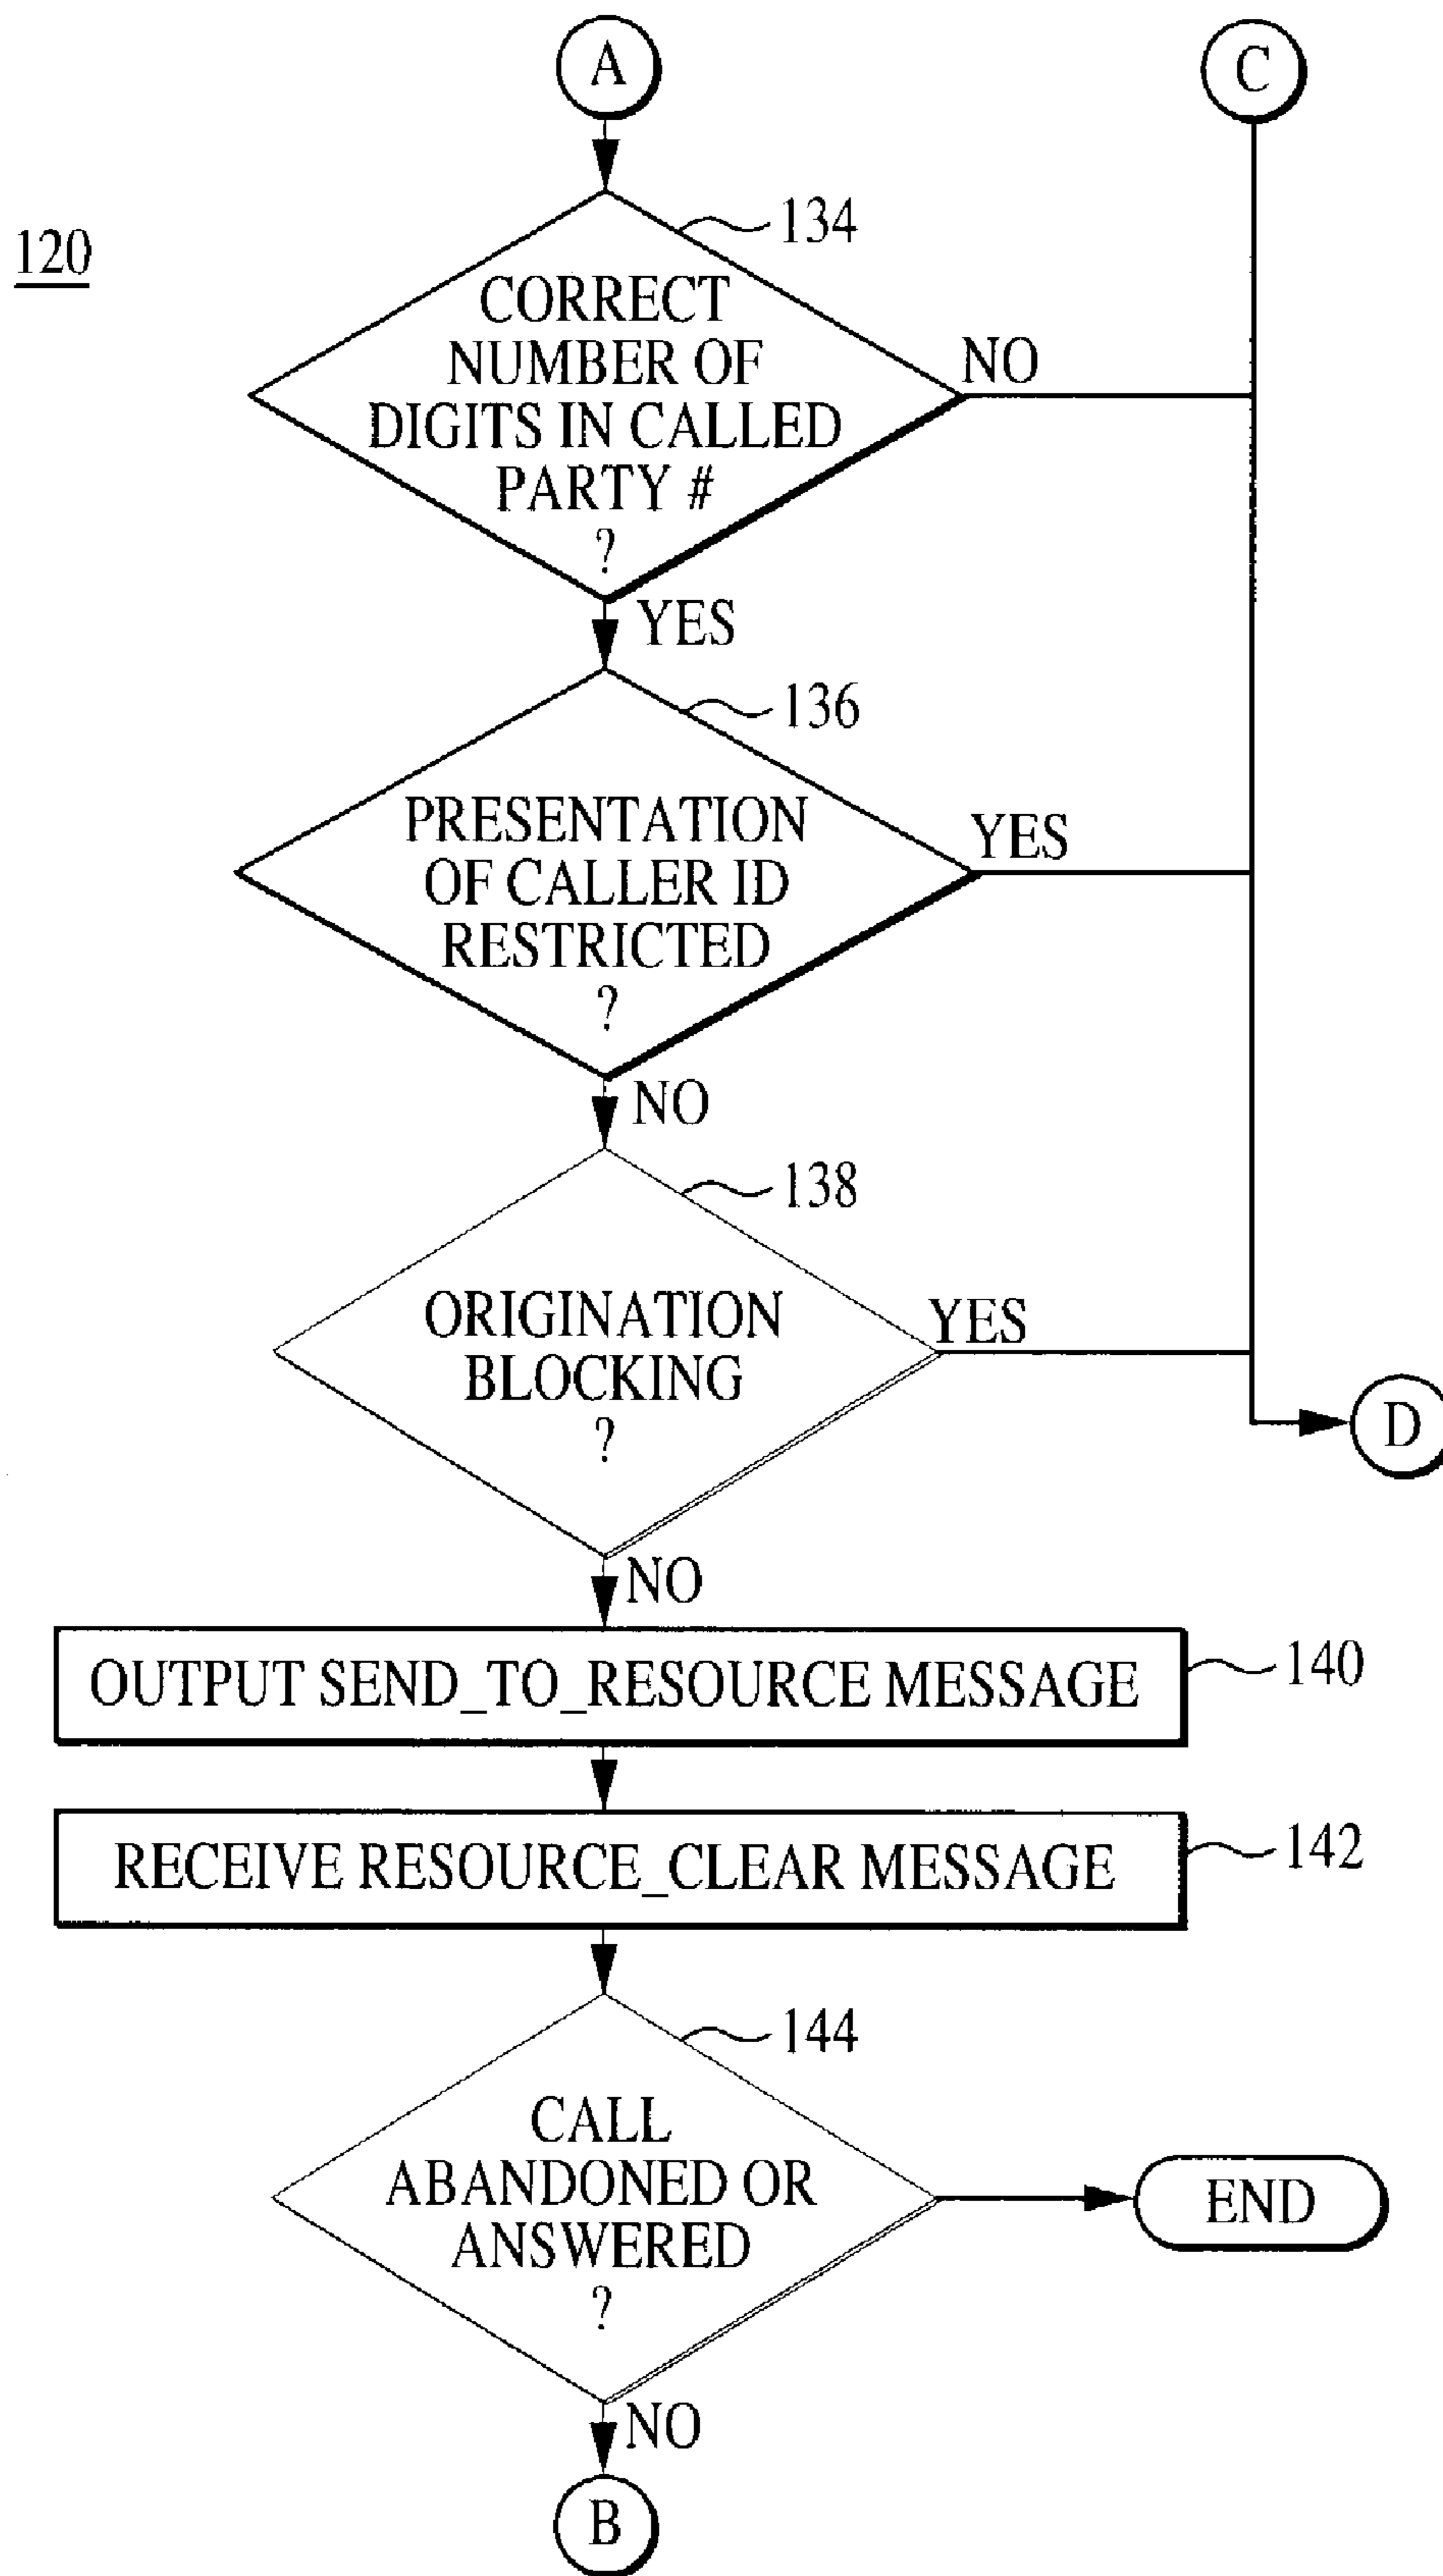 A
C
120
134
CORRECT
NUMBER OF
DIGITS IN CALLED
PARTY #
?
NO
YES
136
PRESENTATION
OF CALLER ID
RESTRICTED
?
YES
NO
138
ORIGINATION
BLOCKING
?
YES
D
NO
OUTPUT SEND_TO_RESOURCE MESSAGE
140
RECEIVE RESOURCE_CLEAR MESSAGE
142
144
CALL
ABANDONED OR
ANSWERED
?
END
NO
B